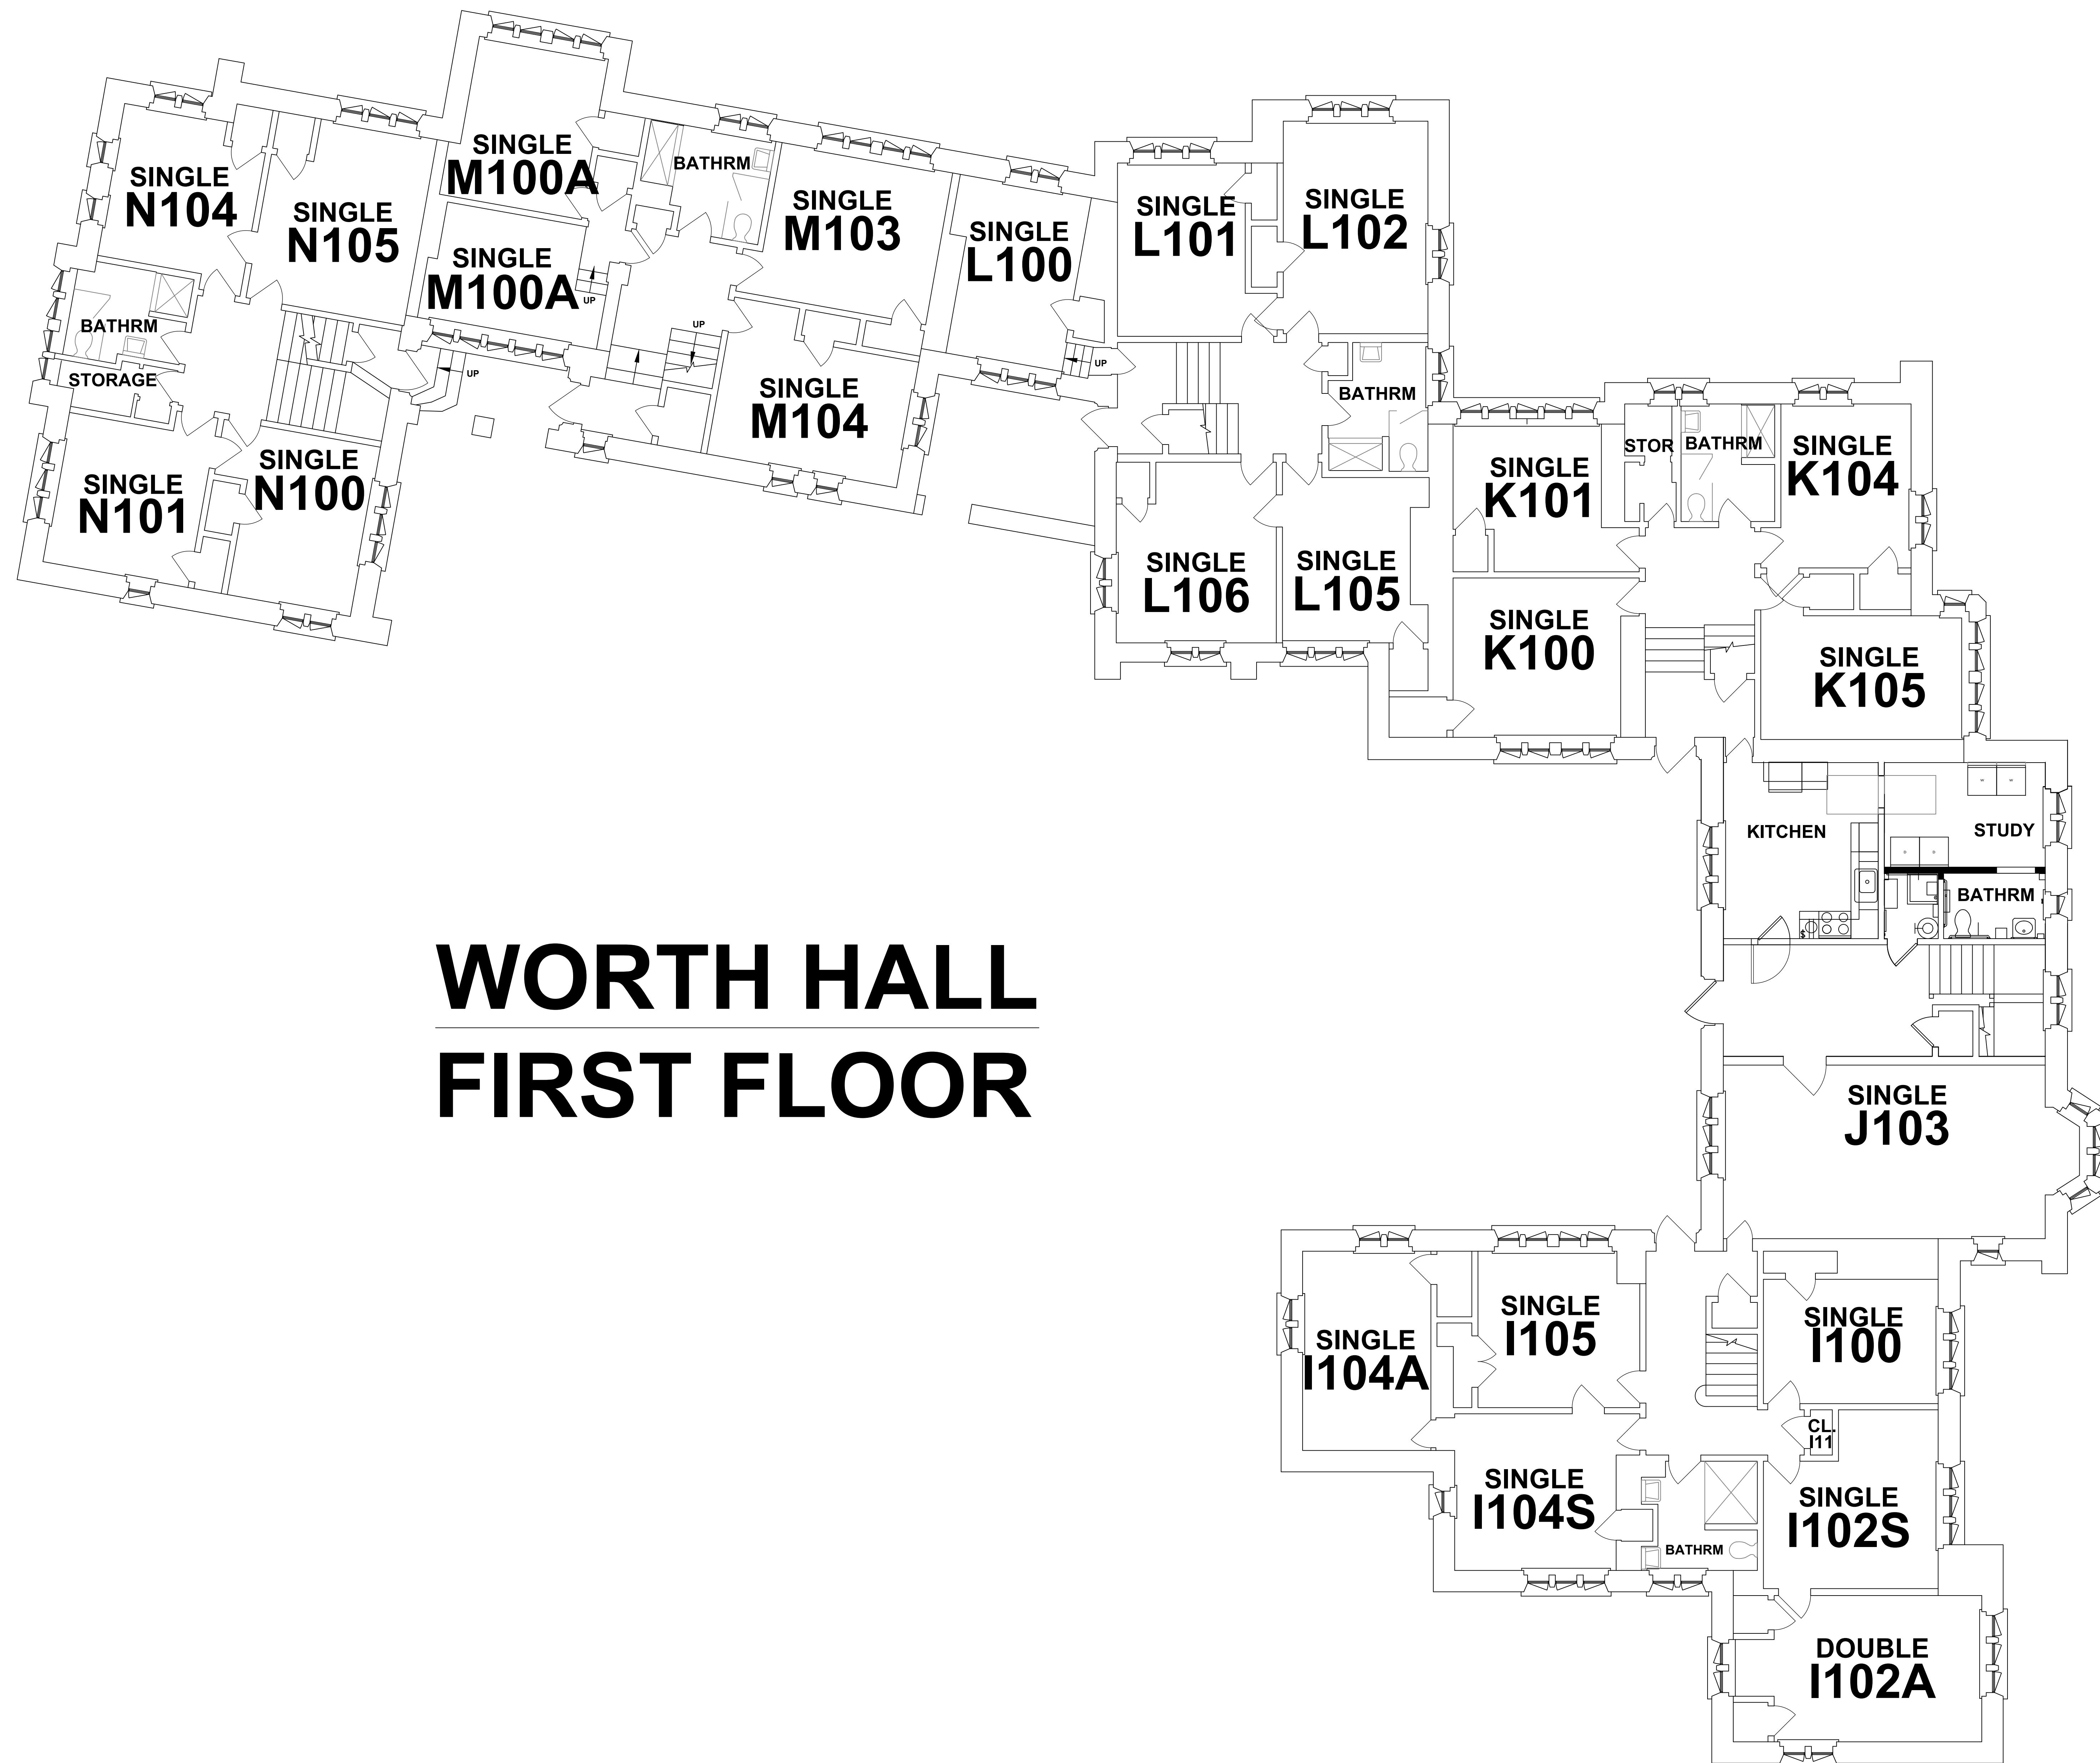 SINGLE
N104
SINGLE
N105
SINGLE
M100A
BATHRM
SINGLE
M103
SINGLE
L100
SINGLE
L101
SINGLE
L102
SINGLE
M100A
UP
BATHRM
STORAGE
UP
UP
UP
SINGLE
M104
BATHRM
SINGLE
N101
SINGLE
N100
SINGLE
L106
SINGLE
L105
SINGLE
K101
STOR
BATHRM
SINGLE
K104
SINGLE
K100
SINGLE
K105
KITCHEN
STUDY
BATHRM
$
WORTH HALL
FIRST FLOOR
SINGLE
J103
SINGLE
I104A
SINGLE
I105
SINGLE
I100
CL.
I11
SINGLE
I104S
BATHRM
SINGLE
I102S
DOUBLE
I102A